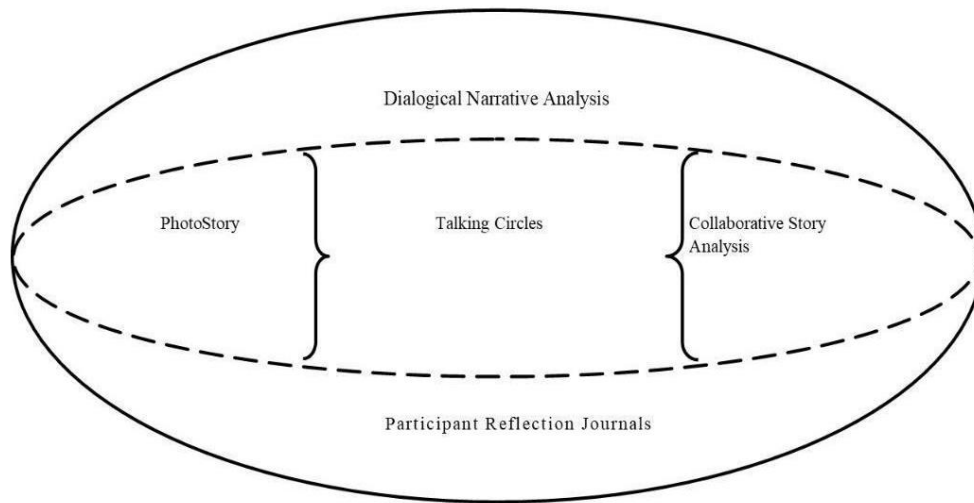 Dialogical Narrative Analysis
PhotoStory
Talking Circles
Collaborative Story
Analysis
Participant Reflection Journals